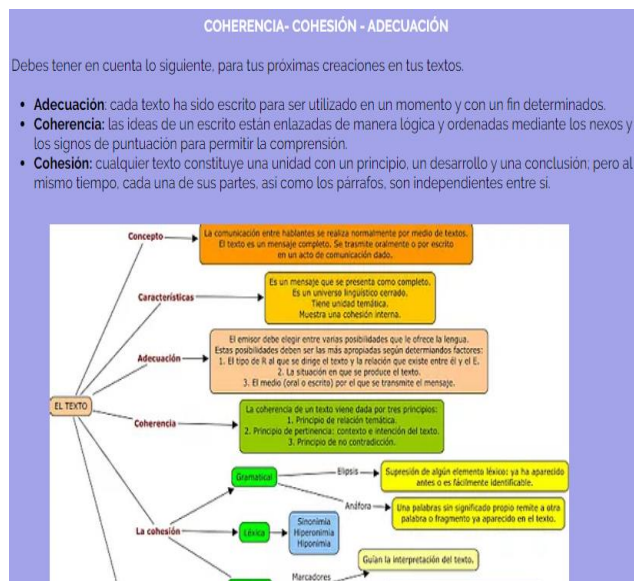 COHERENCIA- COHESIÓN - ADECUACIÓN
Debes tener en cuenta lo siguiente, para tus próximas creaciones en tus textos.
• Adecuación: cada texto ha sido escrito para ser utilizado en un momento y con un fin determinados.
• Coherencia: las ideas de un escrito están enlazadas de manera lógica y ordenadas mediante los nexos y
los signos de puntuación para permitir la comprensión.
• Cohesión: cualquier texto constituye una unidad con un principio, un desarrollo y una conclusión; pero al
mismo tiempo, cada una de sus partes, así como los párrafos, son independientes entre sí.
EL TEXTO
Concepto
La comunicación entre hablantes se realiza normalmente por medio de textos.
El texto es un mensaje completo. Se trasmite oralmente o por escrito
en un acto de comunicación dado.
Características
Es un mensaje que se presenta como completo.
Es un universo lingüístico cerrado.
Tiene unidad temática.
Muestra una cohesión interna.
Adecuación
El emisor debe elegir entre varias posibilidades que le ofrece la lengua.
Estas posibilidades deben ser las más apropiadas según determiandos factores:
1. El tipo de R al que se dirige el texto y la relación que existe entre él y el E.
2. La situación en que se produce el texto.
3. El medio (oral o escrito) por el que se transmite el mensaje.
Coherencia
La coherencia de un texto viene dada por tres principios:
1. Principio de relación temática.
2. Principio de pertinencia: contexto e intención del texto.
3. Principio de no contradicción.
La cohesión
Gramatical
Elipsis
Supresión de algún elemento léxico: ya ha aparecido
antes o es fácilmente identificable.
Anáfora
Una palabras sin significado propio remite a otra
palabra o fragmento ya aparecido en el texto.
Léxica
Sinonimia
Hiperonimia
Hiponimia
Marcadores
Guían la interpretación del texto.